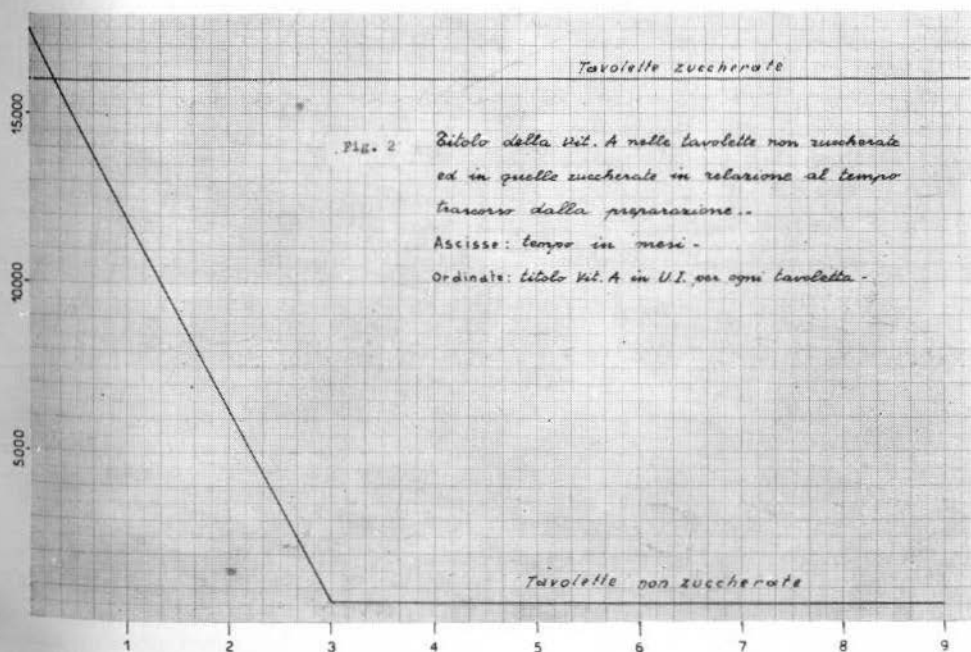 Tavolette zuccherate
15.000
Fig. 2
Titolo della Vit. A nelle tavolette non zuccherate
ed in quelle zuccherate in relazione al tempo
trascorso dalla preparazione..
Ascisse: tempo in mesi -
10.000
Ordinate: titolo Vit. A in U.I. per ogni tavoletta -
5.000
Tavolette non zuccherate
1 2 3 4 5 6 7 8 9